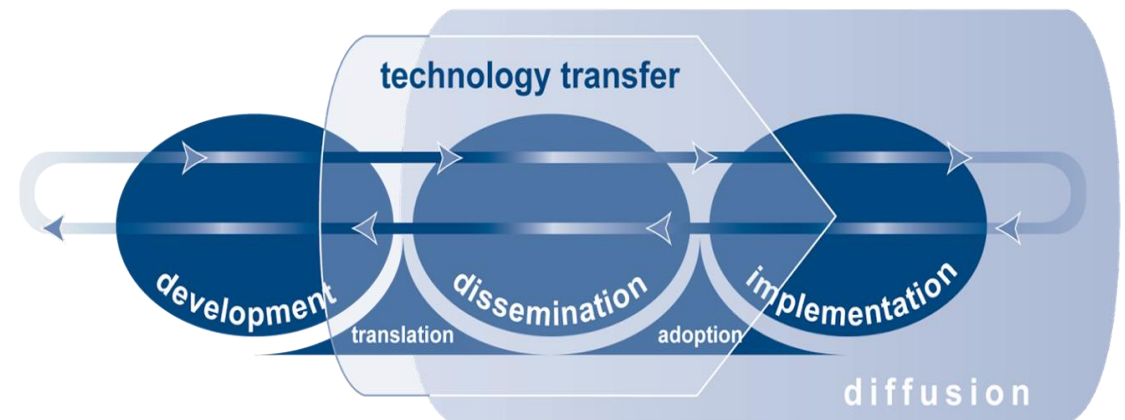 technology transfer
development
dissemination
implementation
translation
adoption
diffusion